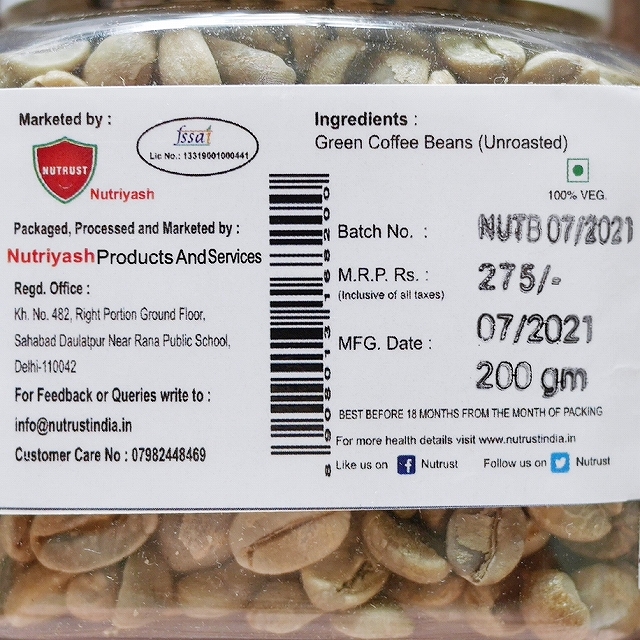 Marketed by :
NUTRUST
Nutriyash
fssai
Lic No.: 13319001000441
Packaged, Processed and Marketed by :
Nutriyash Products And Services
Regd. Office :
Kh. No. 482, Right Portion Ground Floor,
Sahabad Daulatpur Near Rana Public School,
Delhi-110042
For Feedback or Queries write to :
info@nutrustindia.in
Customer Care No : 07982448469
Ingredients :
Green Coffee Beans (Unroasted)
100% VEG.
Batch No. : NUTB 07/2021
M.R.P. Rs. : 275/-
(Inclusive of all taxes)
MFG. Date : 07/2021
200 gm
BEST BEFORE 18 MONTHS FROM THE MONTH OF PACKING
For more health details visit www.nutrustindia.in
Like us on f Nutrust Follow us on Nutrust